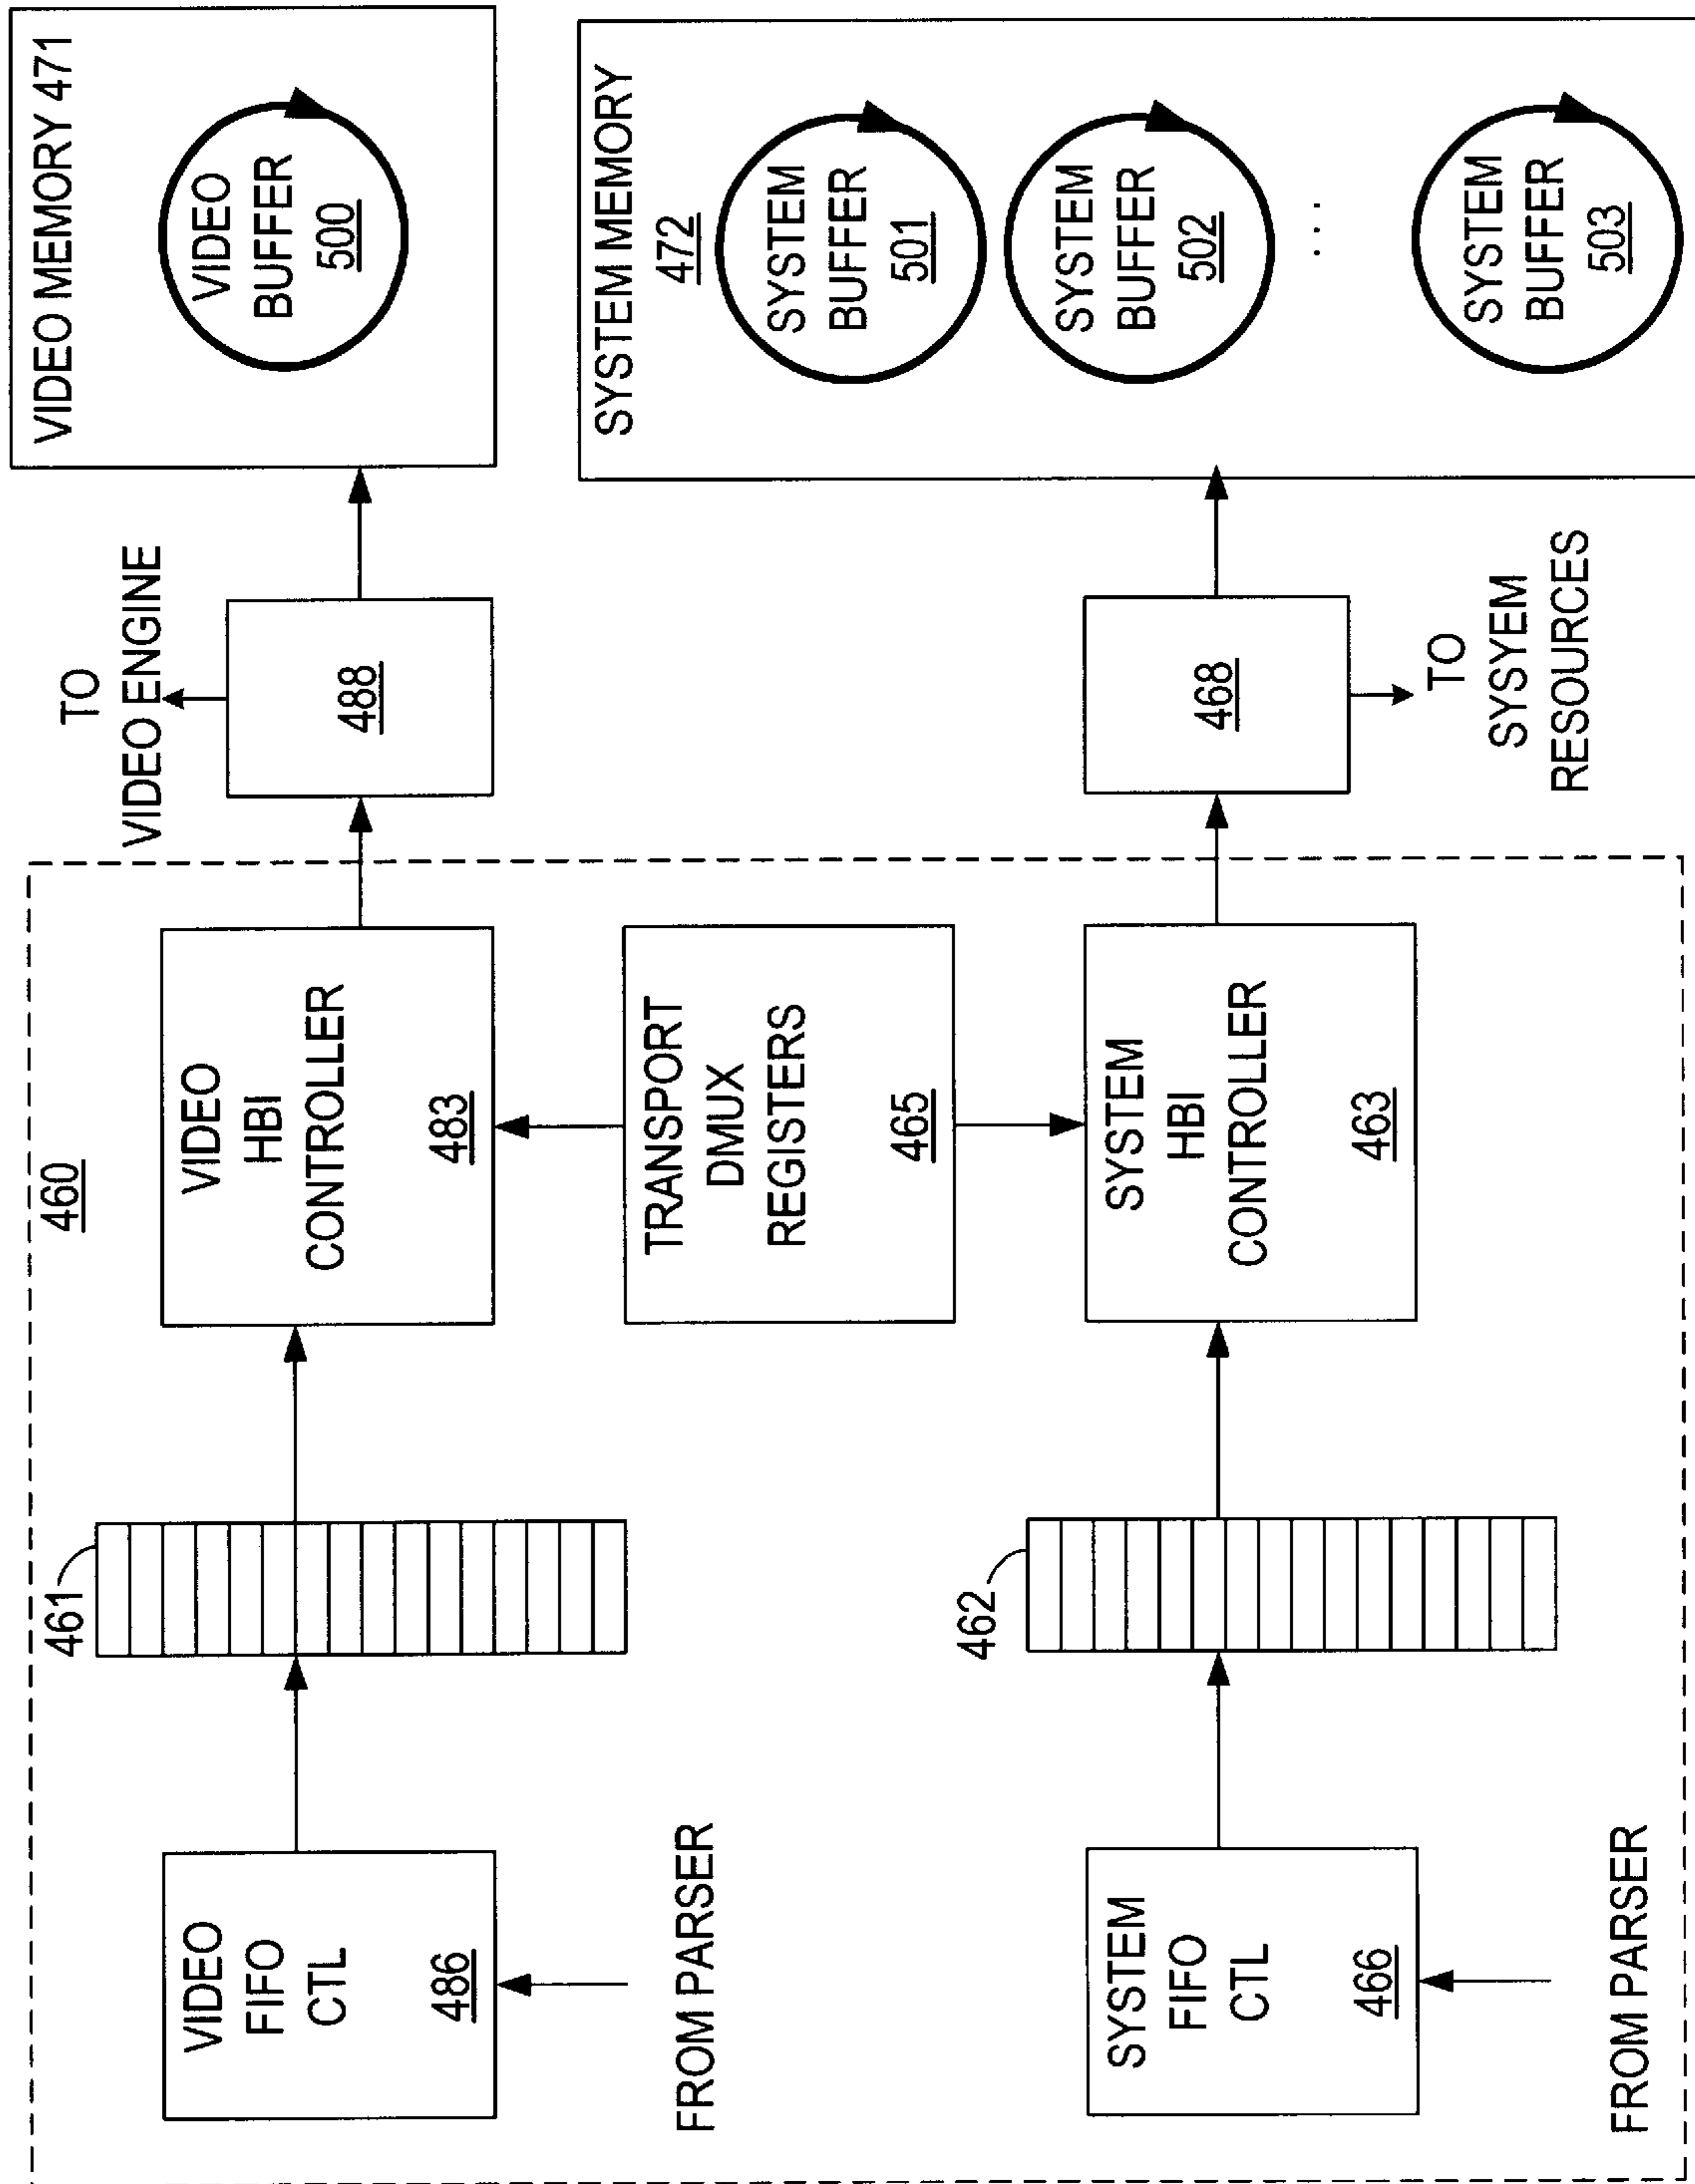 460
VIDEO
FIFO
CTL
486
FROM PARSER
461
VIDEO
HBI
CONTROLLER
483
TO
VIDEO ENGINE
488
VIDEO MEMORY 471
VIDEO
BUFFER
500
TRANSPORT
DMUX
REGISTERS
465
SYSTEM
FIFO
CTL
466
FROM PARSER
462
SYSTEM
HBI
CONTROLLER
463
468
TO
SYSYEM
RESOURCES
SYSTEM MEMORY
472
SYSTEM
BUFFER
501
SYSTEM
BUFFER
502
...
SYSTEM
BUFFER
503